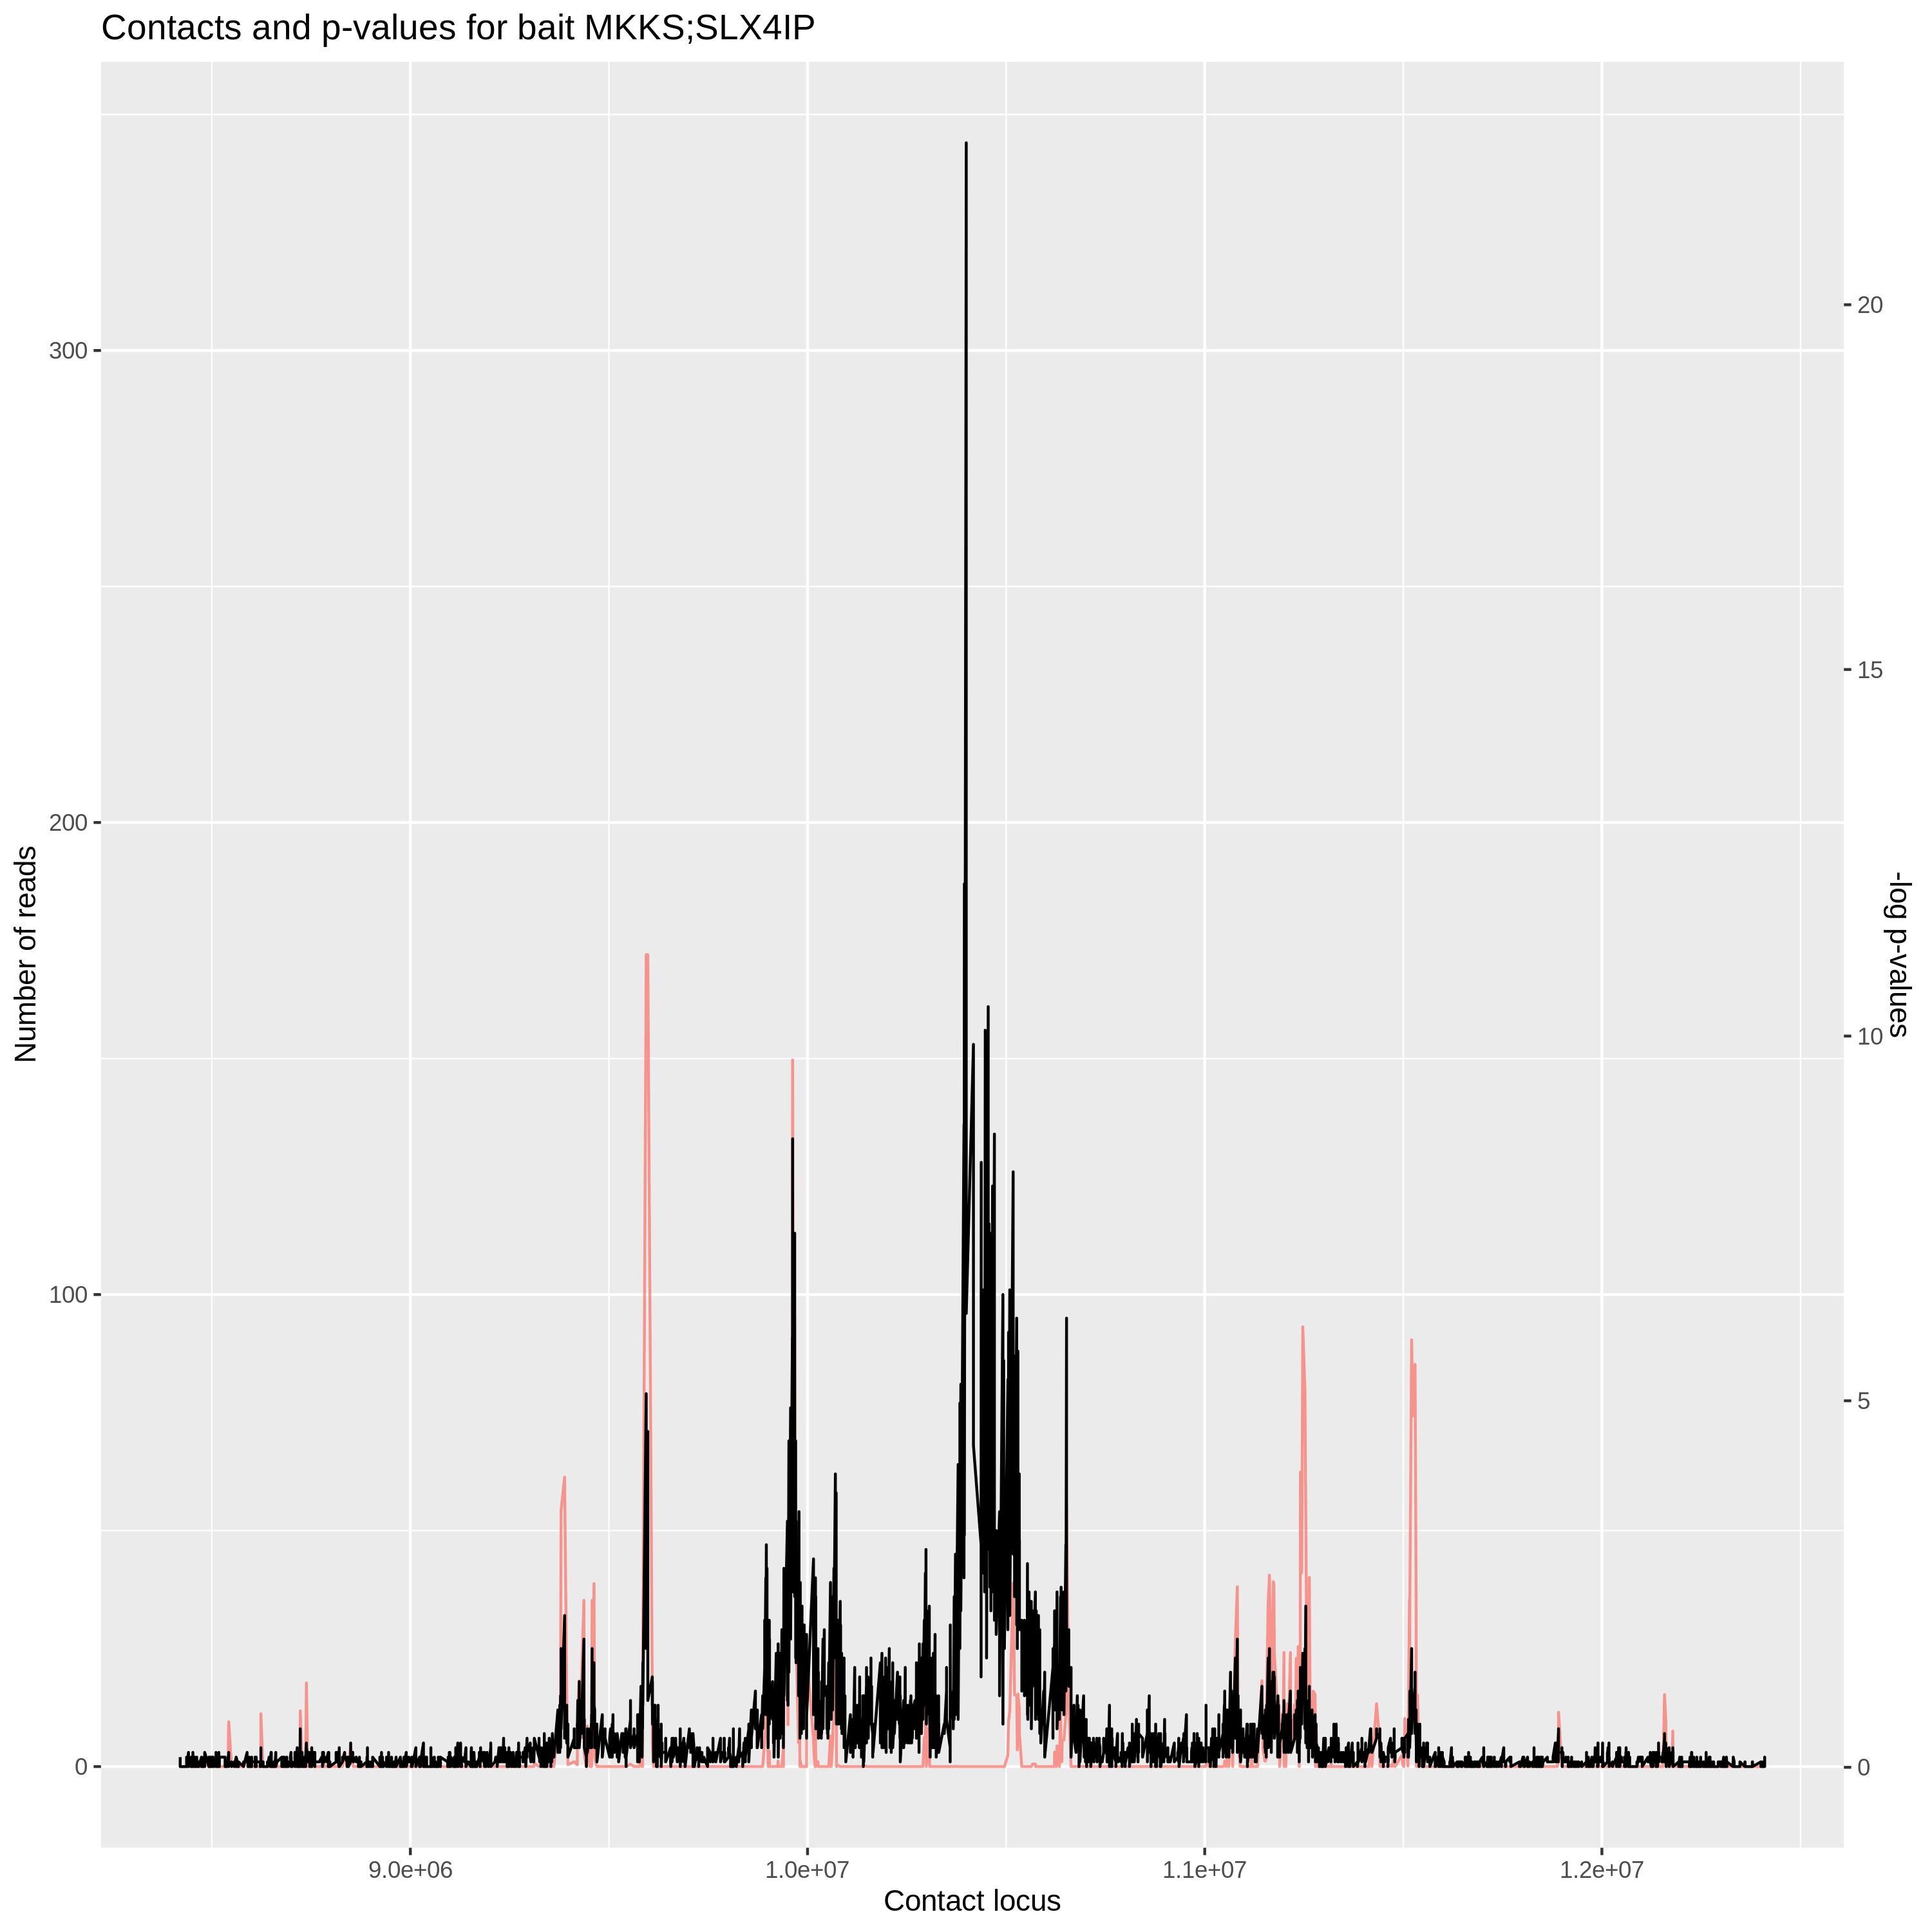 Contacts and p-values for bait MKKS;SLX4IP
Number of reads
300
200
100
0
20
15
10
5
0
-log p-values
9.0e+06
1.0e+07
1.1e+07
1.2e+07
Contact locus